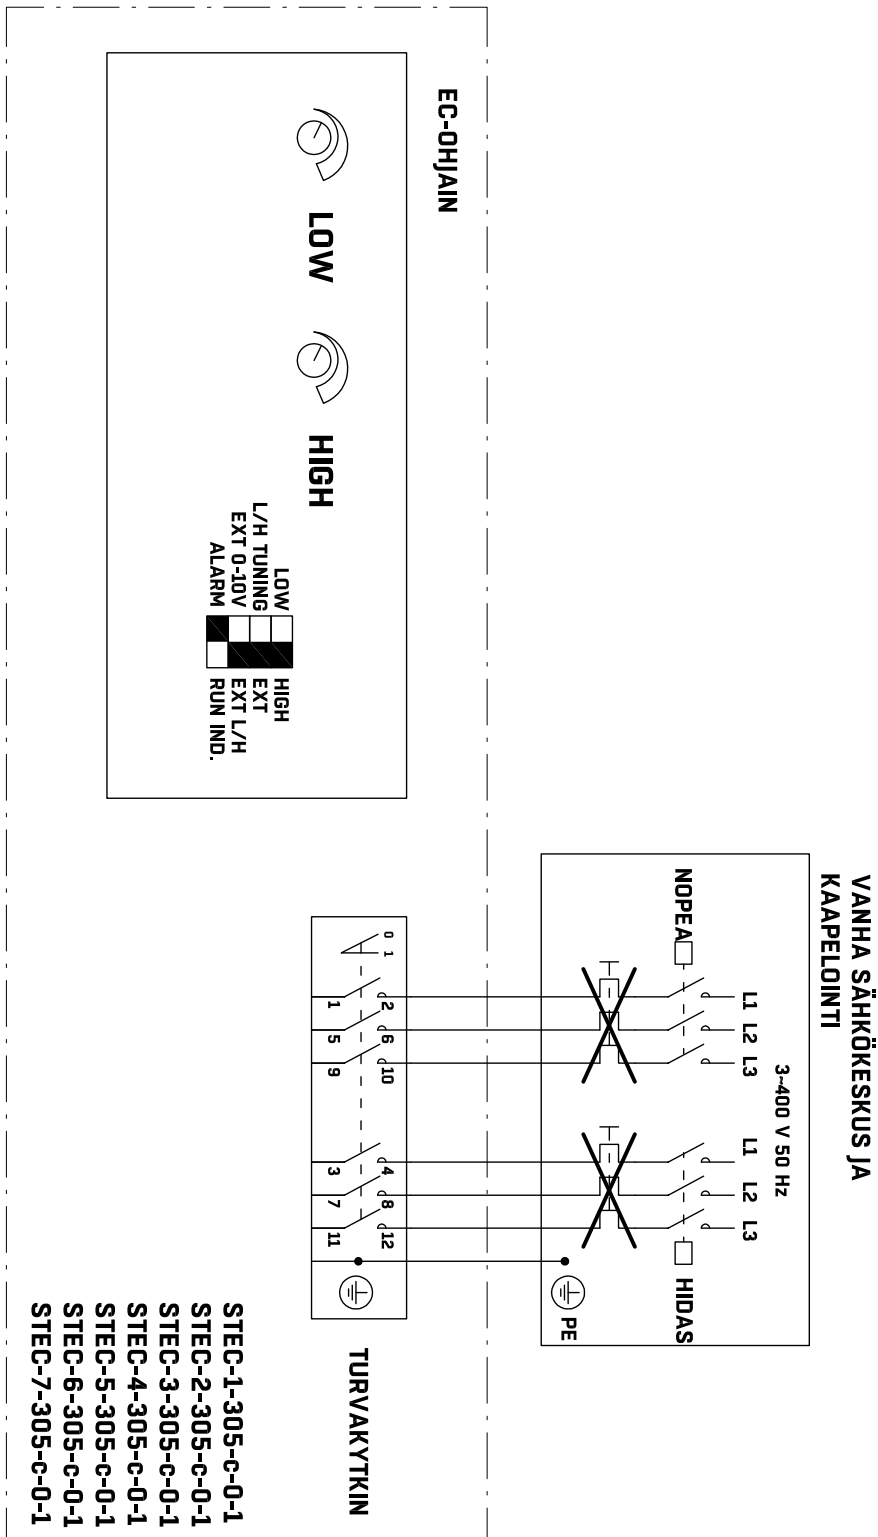 VANHA SÄHKÖKESKUS JA
KAAPELOINTI
3~400 V 50 Hz
L1
L2
L3
L1
L2
L3
NOPEA
HIDAS
PE
EC-OHJAIN
0
1
2
6
10
4
8
12
1
5
9
3
7
11
TURVAKYTKIN
LOW
HIGH
LOW
HIGH
L/H TUNING
EXT
EXT 0-10V
EXT L/H
ALARM
RUN IND.
STEC-1-305-c-0-1
STEC-2-305-c-0-1
STEC-3-305-c-0-1
STEC-4-305-c-0-1
STEC-5-305-c-0-1
STEC-6-305-c-0-1
STEC-7-305-c-0-1